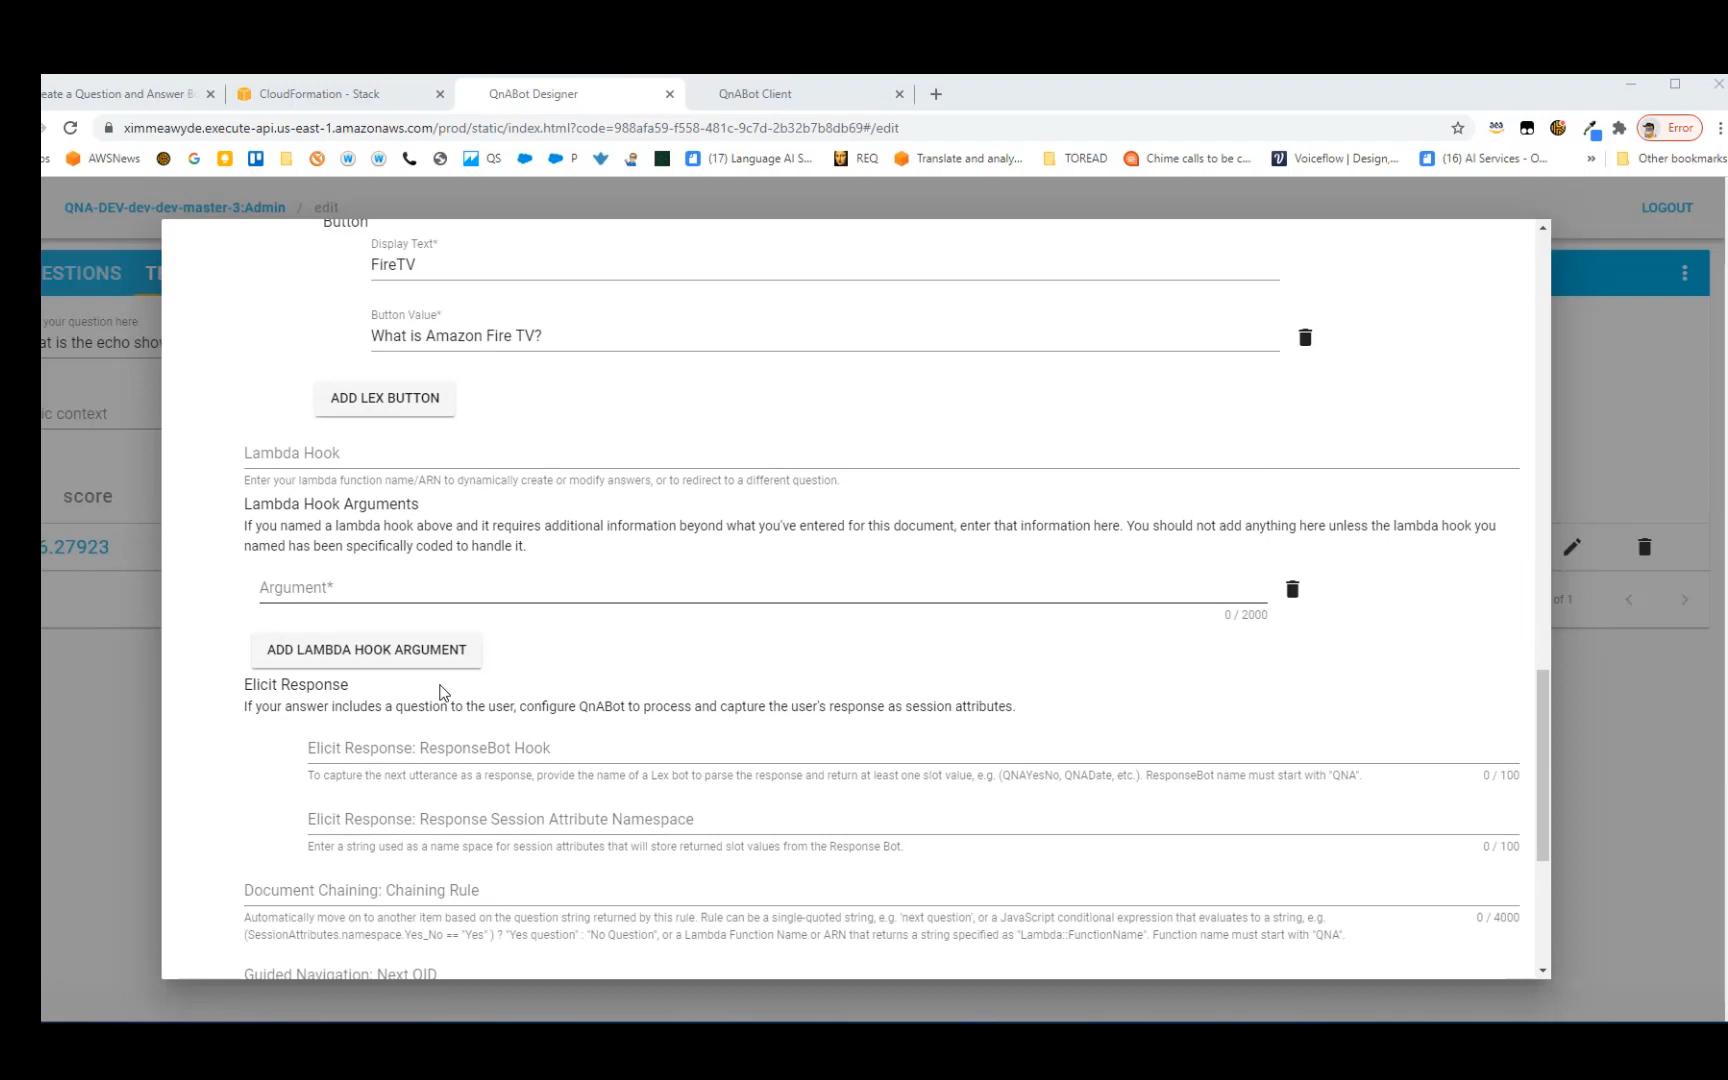 eate a Question and Answer B
CloudFormation - Stack
QnABot Designer
QnABot Client
ximmeawyde.execute-api.us-east-1.amazonaws.com/prod/static/index.html?code=988afa59-f558-481c-9c7d-2b32b7b8db69#/edit
Error
os
AWSNews
QS
P
(17) Language AI S...
REQ
Translate and analy...
TOREAD
Chime calls to be c...
Voiceflow | Design,...
(16) AI Services - O...
»
Other bookmarks
QNA-DEV-dev-dev-master-3:Admin / edit
LOGOUT
ESTIONS
your question here
at is the echo sho
ic context
score
6.27923
of 1
Button
Display Text*
FireTV
Button Value*
What is Amazon Fire TV?
ADD LEX BUTTON
Lambda Hook
Enter your lambda function name/ARN to dynamically create or modify answers, or to redirect to a different question.
Lambda Hook Arguments
If you named a lambda hook above and it requires additional information beyond what you've entered for this document, enter that information here. You should not add anything here unless the lambda hook you
named has been specifically coded to handle it.
Argument*
0 / 2000
ADD LAMBDA HOOK ARGUMENT
Elicit Response
If your answer includes a question to the user, configure QnABot to process and capture the user's response as session attributes.
Elicit Response: ResponseBot Hook
To capture the next utterance as a response, provide the name of a Lex bot to parse the response and return at least one slot value, e.g. (QNAYesNo, QNADate, etc.). ResponseBot name must start with "QNA".
0 / 100
Elicit Response: Response Session Attribute Namespace
Enter a string used as a name space for session attributes that will store returned slot values from the Response Bot.
0 / 100
Document Chaining: Chaining Rule
Automatically move on to another item based on the question string returned by this rule. Rule can be a single-quoted string, e.g. 'next question', or a JavaScript conditional expression that evaluates to a string, e.g.
0 / 4000
(SessionAttributes.namespace.Yes_No == "Yes" ) ? "Yes question" : "No Question", or a Lambda Function Name or ARN that returns a string specified as "Lambda::FunctionName". Function name must start with "QNA".
Guided Navigation: Next QID